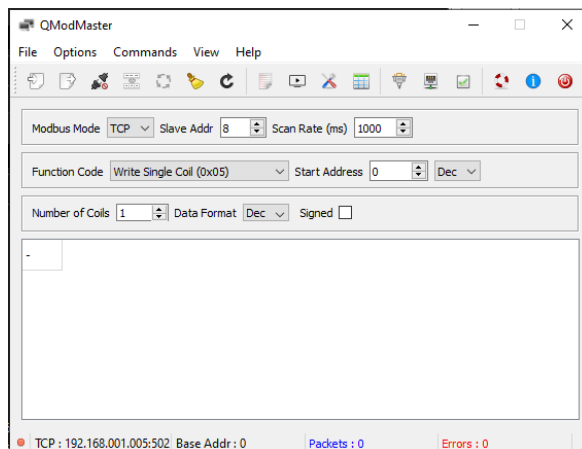 QModMaster
File Options Commands View Help
Modbus Mode TCP Slave Addr 8 Scan Rate (ms) 1000
Function Code Write Single Coil (0x05) Start Address 0 Dec
Number of Coils 1 Data Format Dec Signed
-
TCP : 192.168.001.005:502 Base Addr : 0 Packets : 0 Errors : 0